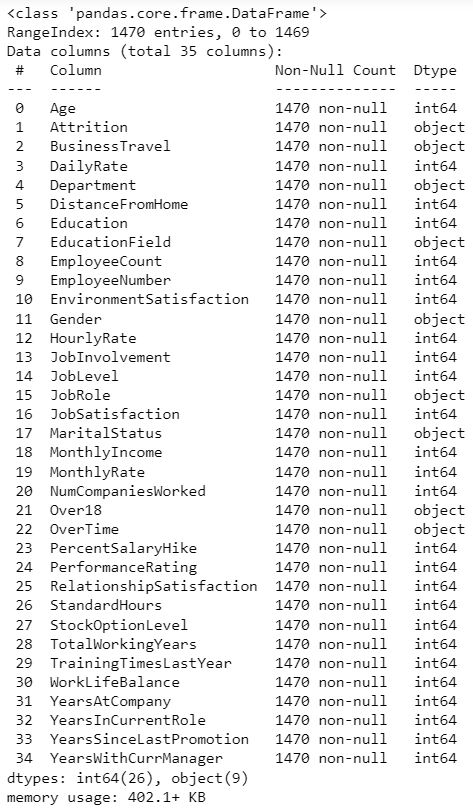 <class 'pandas.core.frame.DataFrame'>
RangeIndex: 1470 entries, 0 to 1469
Data columns (total 35 columns):
 #   Column                    Non-Null Count  Dtype
---  ------                    --------------  -----
 0   Age                       1470 non-null   int64
 1   Attrition                 1470 non-null   object
 2   BusinessTravel            1470 non-null   object
 3   DailyRate                 1470 non-null   int64
 4   Department                1470 non-null   object
 5   DistanceFromHome          1470 non-null   int64
 6   Education                 1470 non-null   int64
 7   EducationField            1470 non-null   object
 8   EmployeeCount             1470 non-null   int64
 9   EmployeeNumber            1470 non-null   int64
 10  EnvironmentSatisfaction   1470 non-null   int64
 11  Gender                    1470 non-null   object
 12  HourlyRate                1470 non-null   int64
 13  JobInvolvement            1470 non-null   int64
 14  JobLevel                  1470 non-null   int64
 15  JobRole                   1470 non-null   object
 16  JobSatisfaction           1470 non-null   int64
 17  MaritalStatus             1470 non-null   object
 18  MonthlyIncome             1470 non-null   int64
 19  MonthlyRate               1470 non-null   int64
 20  NumCompaniesWorked        1470 non-null   int64
 21  Over18                    1470 non-null   object
 22  OverTime                  1470 non-null   object
 23  PercentSalaryHike         1470 non-null   int64
 24  PerformanceRating         1470 non-null   int64
 25  RelationshipSatisfaction  1470 non-null   int64
 26  StandardHours             1470 non-null   int64
 27  StockOptionLevel          1470 non-null   int64
 28  TotalWorkingYears         1470 non-null   int64
 29  TrainingTimesLastYear     1470 non-null   int64
 30  WorkLifeBalance           1470 non-null   int64
 31  YearsAtCompany            1470 non-null   int64
 32  YearsInCurrentRole        1470 non-null   int64
 33  YearsSinceLastPromotion   1470 non-null   int64
 34  YearsWithCurrManager      1470 non-null   int64
dtypes: int64(26), object(9)
memory usage: 402.1+ KB